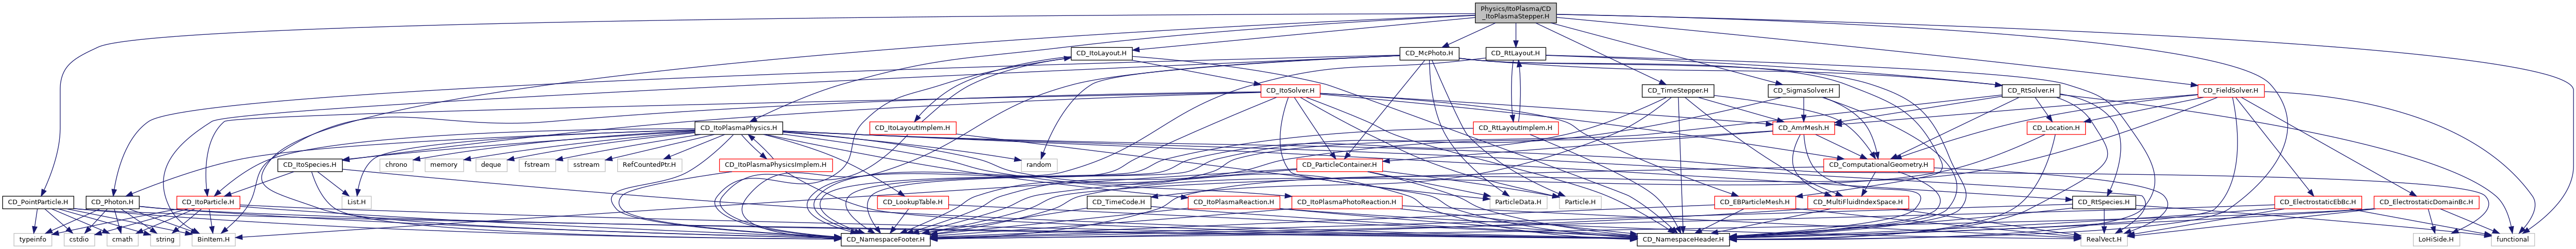 Physics/ItoPlasma/CD
_ItoPlasmaStepper.H
CD_ItoLayout.H
CD_McPhoto.H
CD_RtLayout.H
CD_ItoSolver.H
CD_TimeStepper.H
CD_SigmaSolver.H
CD_RtSolver.H
CD_FieldSolver.H
CD_ItoPlasmaPhysics.H
CD_ItoLayoutImplem.H
CD_RtLayoutImplem.H
CD_AmrMesh.H
CD_Location.H
CD_ItoSpecies.H
chrono
memory
deque
fstream
sstream
RefCountedPtr.H
CD_ItoPlasmaPhysicsImplem.H
random
CD_ParticleContainer.H
CD_ComputationalGeometry.H
CD_PointParticle.H
CD_Photon.H
CD_ItoParticle.H
List.H
CD_LookupTable.H
CD_TimeCode.H
CD_ItoPlasmaReaction.H
CD_ItoPlasmaPhotoReaction.H
ParticleData.H
Particle.H
CD_EBParticleMesh.H
CD_MultiFluidIndexSpace.H
CD_RtSpecies.H
CD_ElectrostaticEbBc.H
CD_ElectrostaticDomainBc.H
typeinfo
cstdio
cmath
string
BinItem.H
CD_NamespaceFooter.H
CD_NamespaceHeader.H
RealVect.H
LoHiSide.H
functional